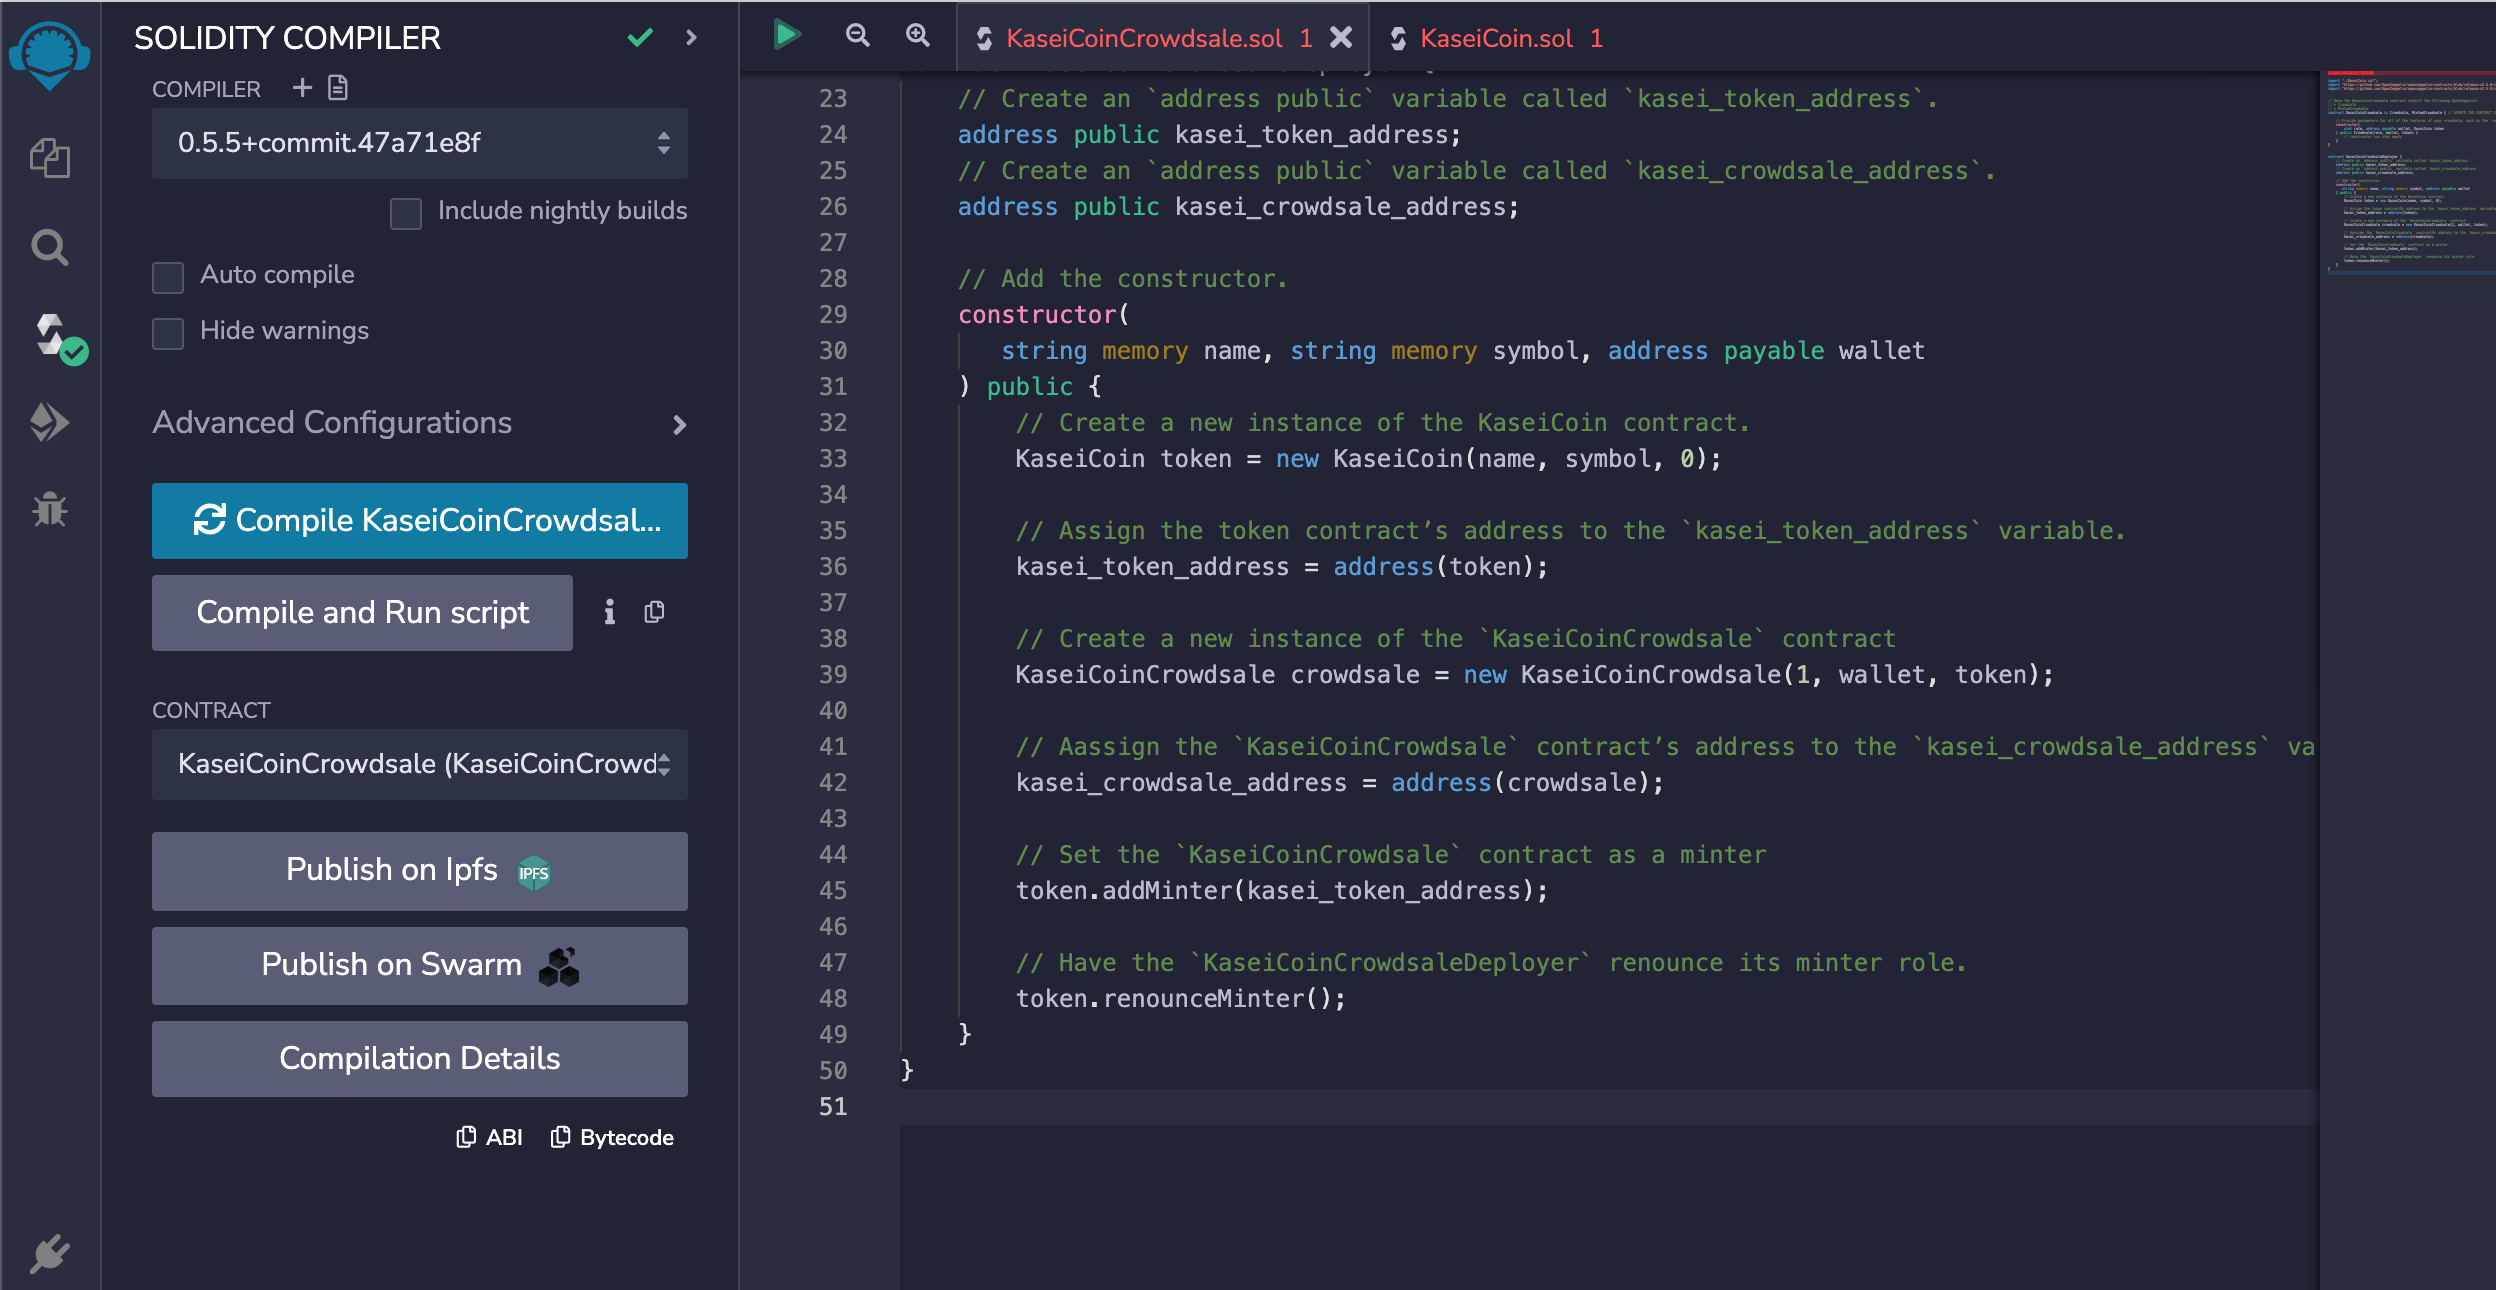 SOLIDITY COMPILER
COMPILER
0.5.5+commit.47a71e8f
Include nightly builds
Auto compile
Hide warnings
Advanced Configurations
Compile KaseiCoinCrowdsal...
Compile and Run script
CONTRACT
KaseiCoinCrowdsale (KaseiCoinCrowd
Publish on Ipfs IPFS
Publish on Swarm
Compilation Details
ABI Bytecode
KaseiCoinCrowdsale.sol 1 KaseiCoin.sol 1
23 // Create an `address public` variable called `kasei_token_address`.
24 address public kasei_token_address;
25 // Create an `address public` variable called `kasei_crowdsale_address`.
26 address public kasei_crowdsale_address;
27
28 // Add the constructor.
29 constructor(
30 string memory name, string memory symbol, address payable wallet
31 ) public {
32 // Create a new instance of the KaseiCoin contract.
33 KaseiCoin token = new KaseiCoin(name, symbol, 0);
34
35 // Assign the token contract’s address to the `kasei_token_address` variable.
36 kasei_token_address = address(token);
37
38 // Create a new instance of the `KaseiCoinCrowdsale` contract
39 KaseiCoinCrowdsale crowdsale = new KaseiCoinCrowdsale(1, wallet, token);
40
41 // Aassign the `KaseiCoinCrowdsale` contract’s address to the `kasei_crowdsale_address` va
42 kasei_crowdsale_address = address(crowdsale);
43
44 // Set the `KaseiCoinCrowdsale` contract as a minter
45 token.addMinter(kasei_token_address);
46
47 // Have the `KaseiCoinCrowdsaleDeployer` renounce its minter role.
48 token.renounceMinter();
49 }
50 }
51